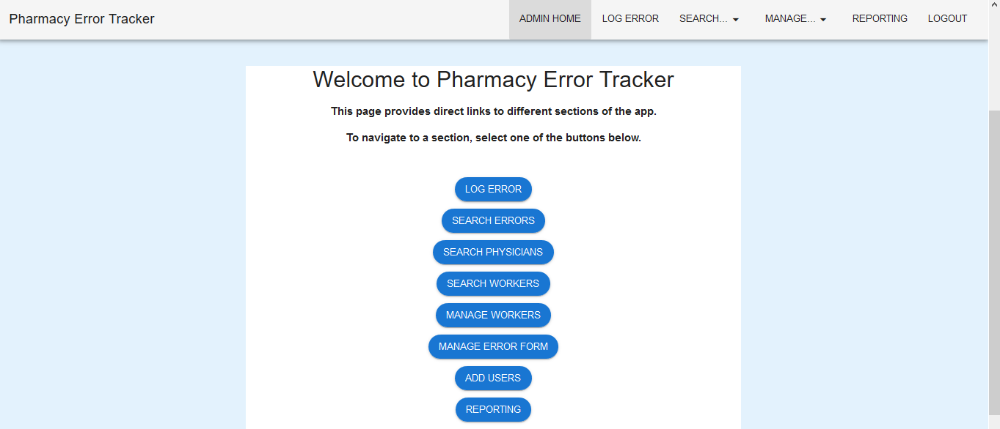 Pharmacy Error Tracker ADMIN HOME LOG ERROR SEARCH... MANAGE... REPORTING LOGOUT
Welcome to Pharmacy Error Tracker
This page provides direct links to different sections of the app.
To navigate to a section, select one of the buttons below.
LOG ERROR
SEARCH ERRORS
SEARCH PHYSICIANS
SEARCH WORKERS
MANAGE WORKERS
MANAGE ERROR FORM
ADD USERS
REPORTING